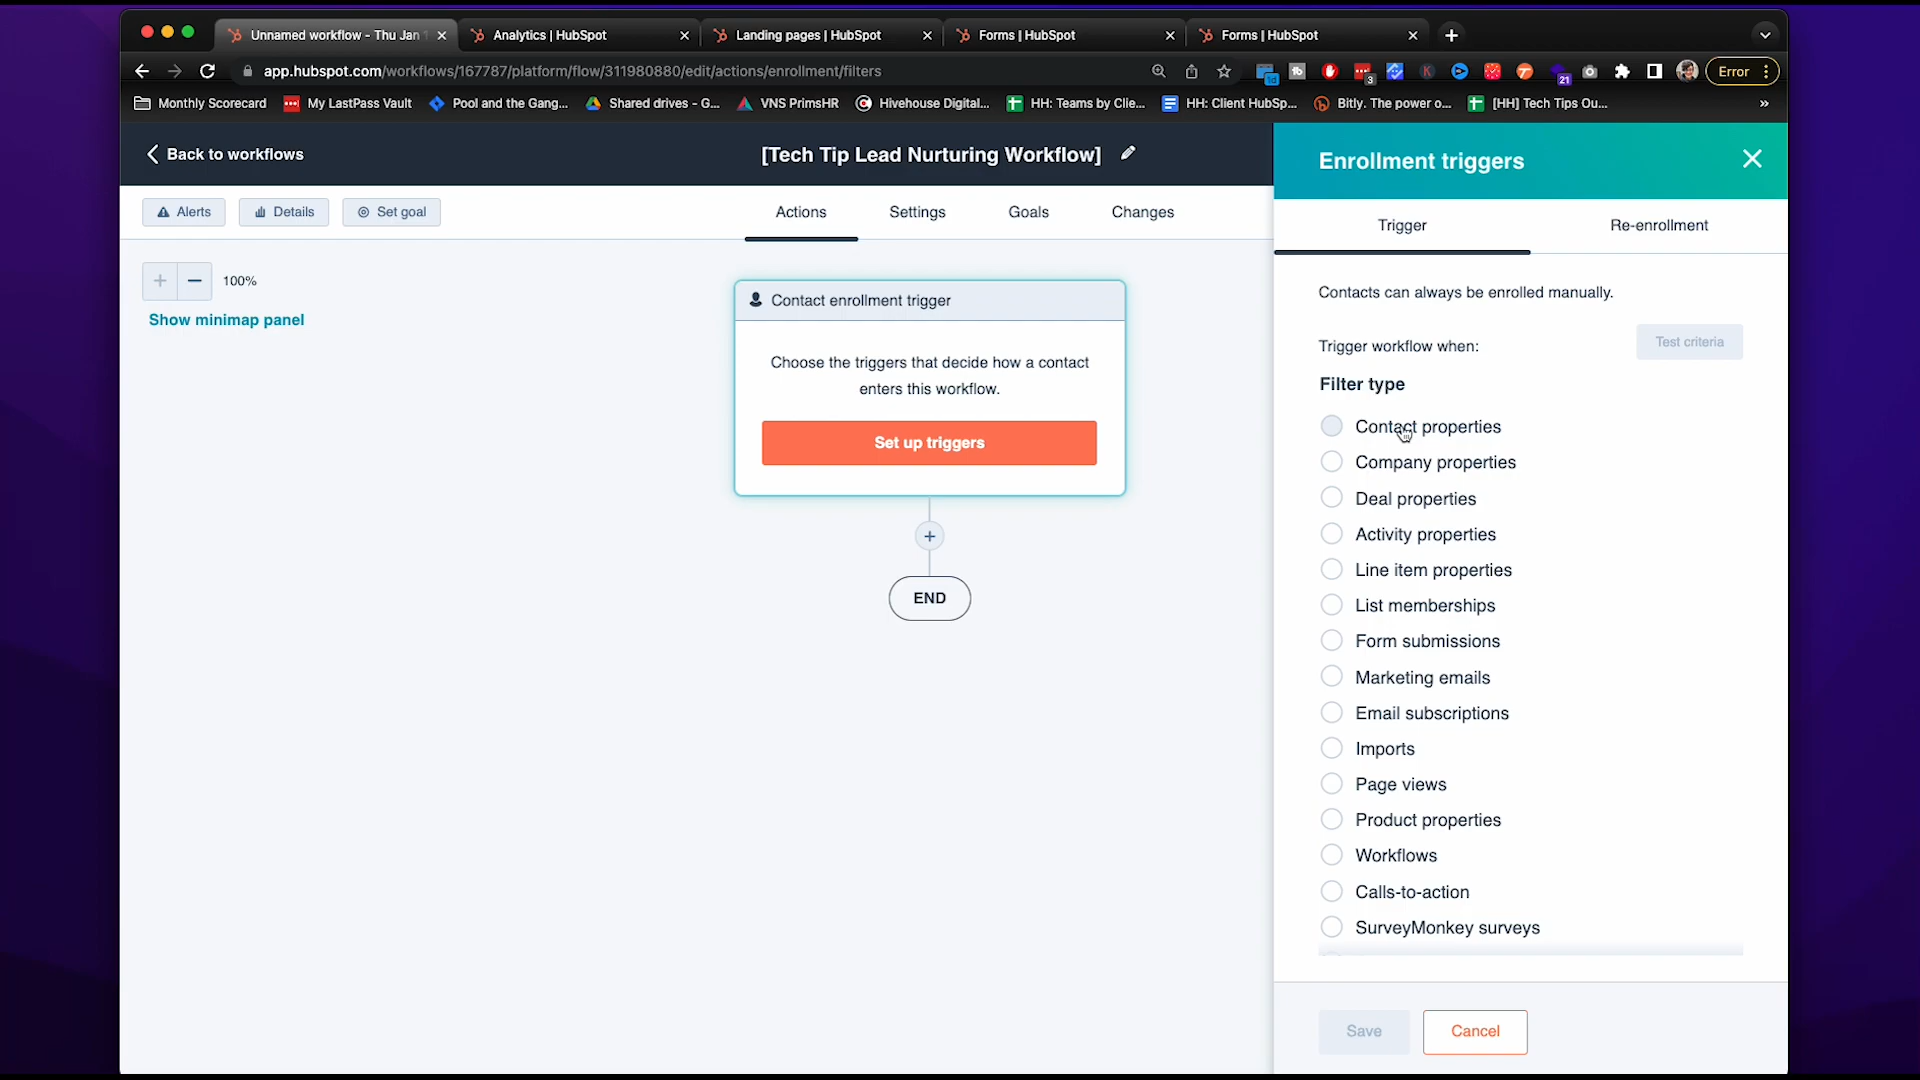 Unnamed workflow - Thu Jan
Analytics | HubSpot
Landing pages | HubSpot
Forms | HubSpot
Forms | HubSpot
app.hubspot.com/workflows/167787/platform/flow/311980880/edit/actions/enrollment/filters
3
21
Error
Monthly Scorecard
My LastPass Vault
Pool and the Gang...
Shared drives - G...
VNS PrimsHR
Hivehouse Digital...
HH: Teams by Clie...
HH: Client HubSp...
Bitly. The power o...
[HH] Tech Tips Ou...
»
Back to workflows
[Tech Tip Lead Nurturing Workflow]
Alerts
Details
Set goal
Actions
Settings
Goals
Changes
100%
Show minimap panel
Contact enrollment trigger
Choose the triggers that decide how a contact
enters this workflow.
Set up triggers
END
Enrollment triggers
Trigger
Re-enrollment
Contacts can always be enrolled manually.
Trigger workflow when:
Test criteria
Filter type
Contact properties
Company properties
Deal properties
Activity properties
Line item properties
List memberships
Form submissions
Marketing emails
Email subscriptions
Imports
Page views
Product properties
Workflows
Calls-to-action
SurveyMonkey surveys
Save
Cancel